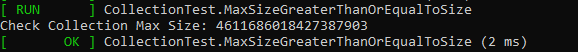 [ RUN      ] CollectionTest.MaxSizeGreaterThanOrEqualToSize
Check Collection Max Size: 4611686018427387903
[       OK ] CollectionTest.MaxSizeGreaterThanOrEqualToSize (2 ms)